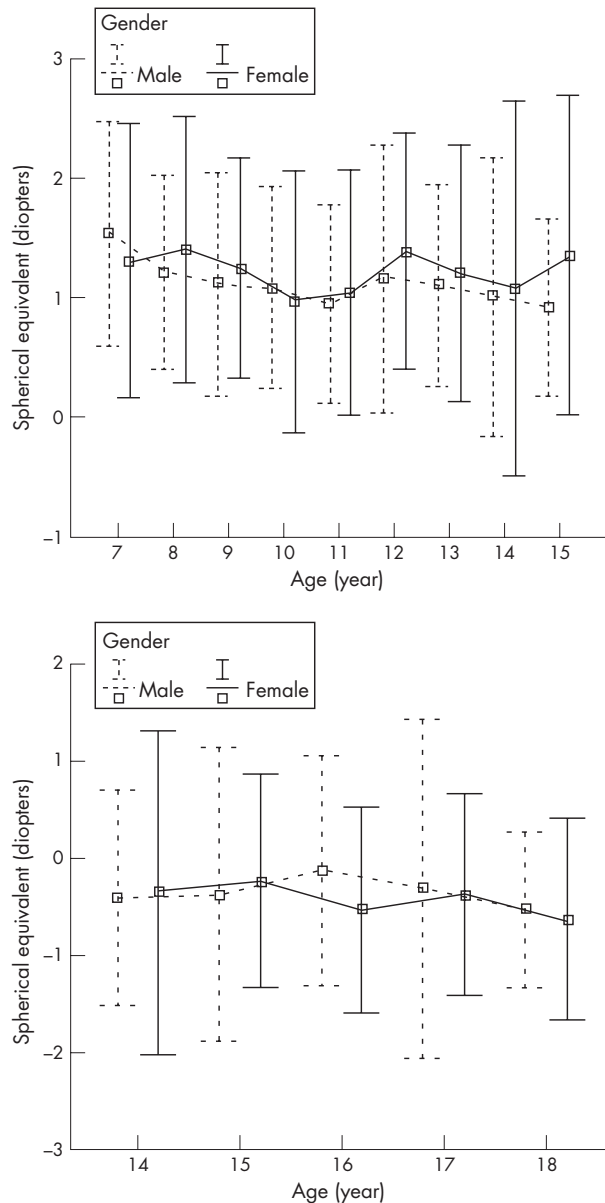 Gender
Male Female
3
2
1
0
–1
Spherical equivalent (diopters)
7 8 9 10 11 12 13 14 15
Age (year)
Gender
Male Female
2
1
0
–1
–2
–3
Spherical equivalent (diopters)
14 15 16 17 18
Age (year)